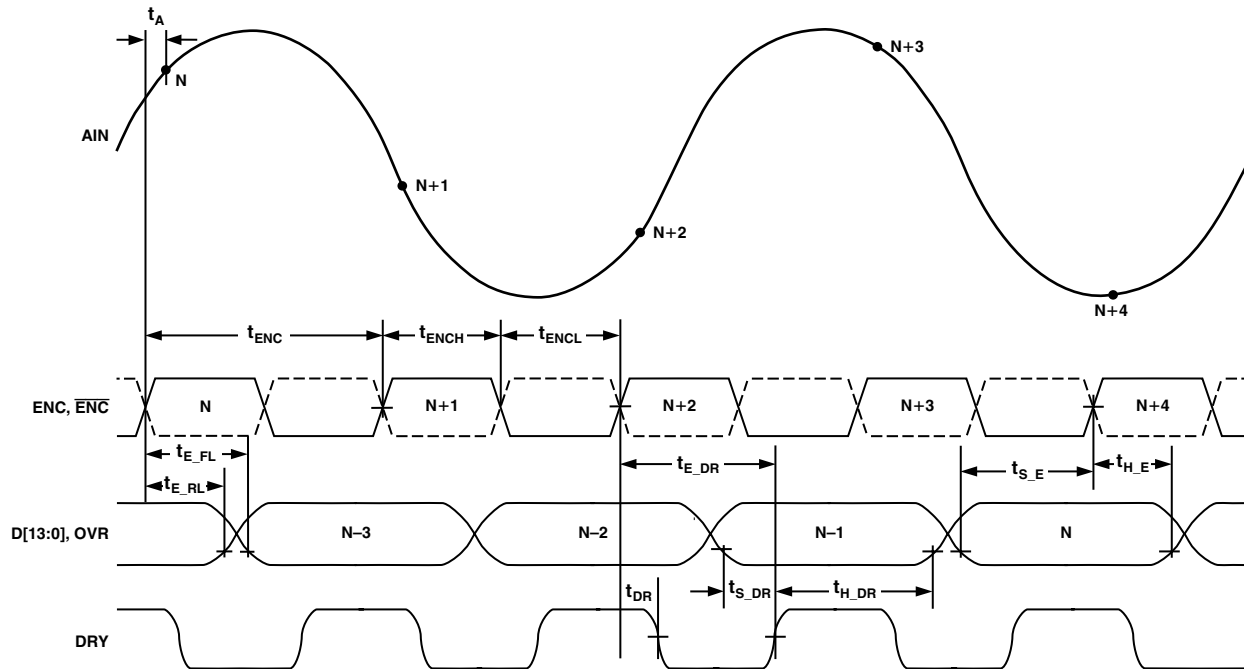 tA
N
N+3
AIN
N+1
N+2
N+4
tENC
tENCH
tENCL
ENC, E̅N̅C̅
N
N+1
N+2
N+3
N+4
tE_FL
tE_RL
tE_DR
tS_E
tH_E
D[13:0], OVR
N–3
N–2
N–1
N
tDR
tS_DR
tH_DR
DRY